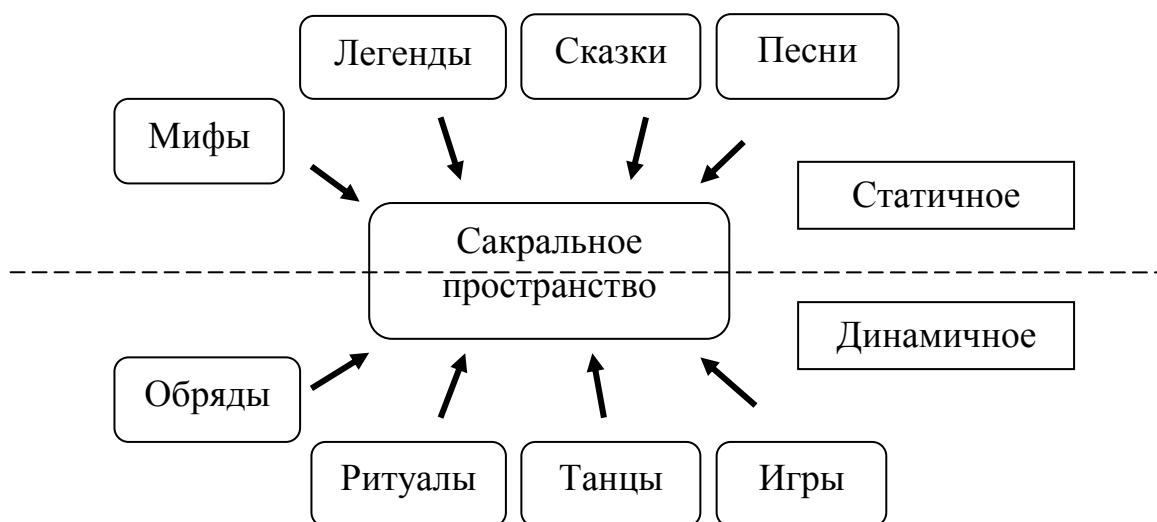 Легенды
Сказки
Песни
Мифы
Статичное
Сакральное
пространство
Динамичное
Обряды
Ритуалы
Танцы
Игры